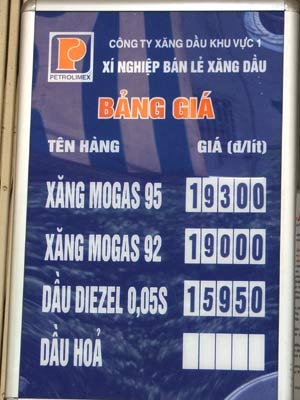 PETROLIMEX
CÔNG TY XĂNG DẦU KHU VỰC 1
XÍ NGHIỆP BÁN LẺ XĂNG DẦU
BẢNG GIÁ
TÊN HÀNG GIÁ (đ/lít)
XĂNG MOGAS 95 19300
XĂNG MOGAS 92 19000
DẦU DIEZEL 0,05S 15950
DẦU HOẢ